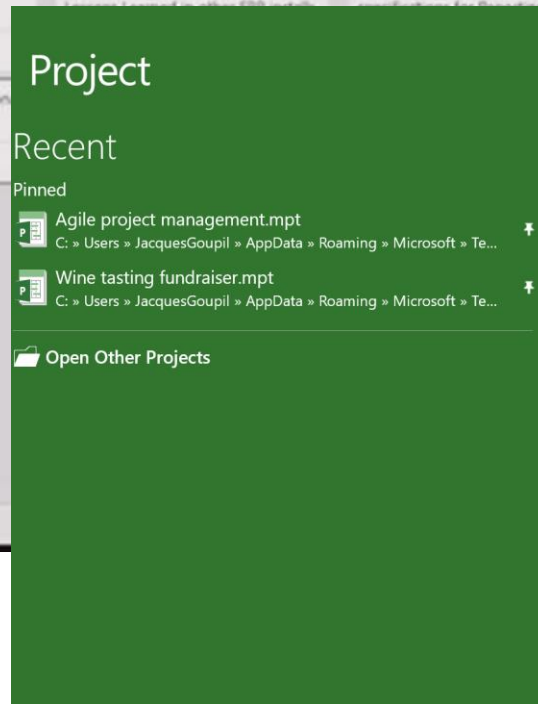 Project
Recent
Pinned
Agile project management.mpt
C: » Users » JacquesGoupil » AppData » Roaming » Microsoft » Te...
Wine tasting fundraiser.mpt
C: » Users » JacquesGoupil » AppData » Roaming » Microsoft » Te...
Open Other Projects